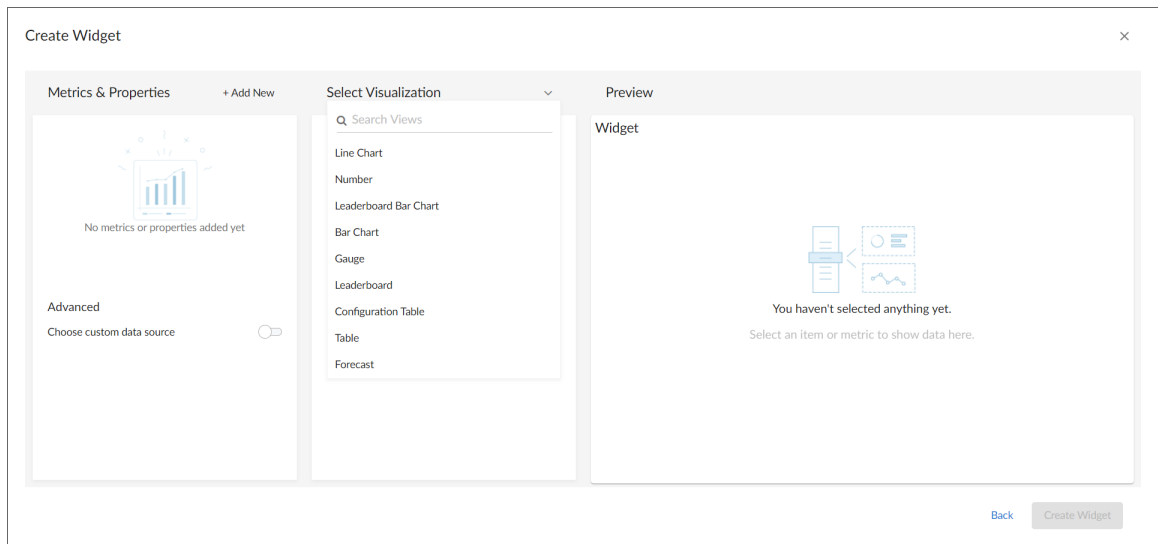 Create Widget
Metrics & Properties
+ Add New
Select Visualization
Preview
Search Views
Line Chart
Number
Leaderboard Bar Chart
Bar Chart
Gauge
Leaderboard
Configuration Table
Table
Forecast
No metrics or properties added yet
Advanced
Choose custom data source
Widget
You haven't selected anything yet.
Select an item or metric to show data here.
Back
Create Widget